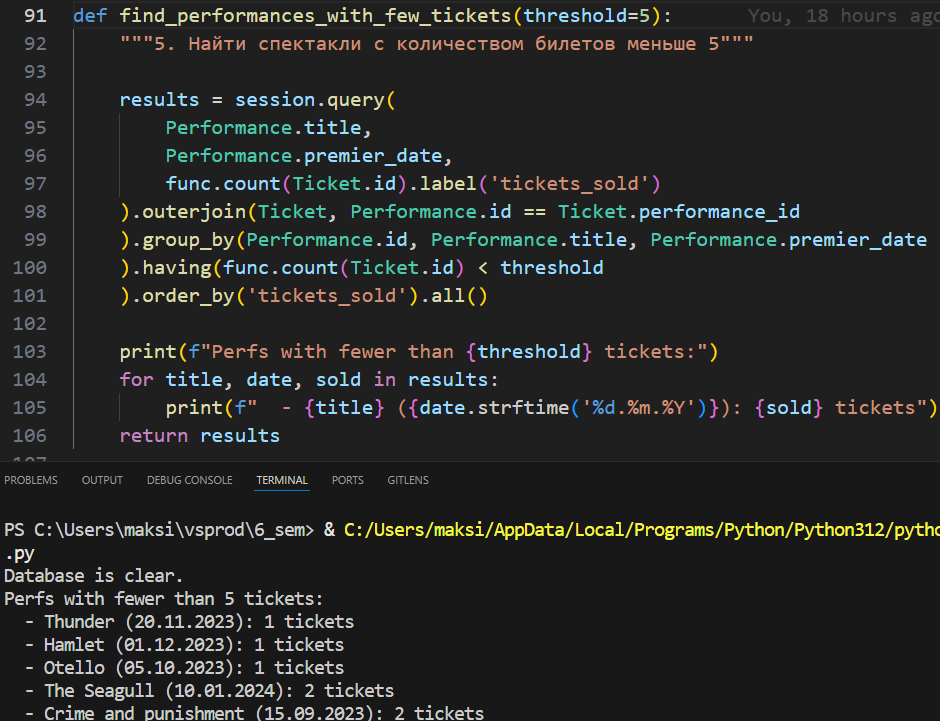 91 def find_performances_with_few_tickets(threshold=5): You, 18 hours ago
92 """5. Найти спектакли с количеством билетов меньше 5"""
93
94 results = session.query(
95 Performance.title,
96 Performance.premier_date,
97 func.count(Ticket.id).label('tickets_sold')
98 ).outerjoin(Ticket, Performance.id == Ticket.performance_id
99 ).group_by(Performance.id, Performance.title, Performance.premier_date
100 ).having(func.count(Ticket.id) < threshold
101 ).order_by('tickets_sold').all()
102
103 print(f"Perfs with fewer than {threshold} tickets:")
104 for title, date, sold in results:
105 print(f"  - {title} ({date.strftime('%d.%m.%Y')}): {sold} tickets")
106 return results
107
PROBLEMS OUTPUT DEBUG CONSOLE TERMINAL PORTS GITLENS
PS C:\Users\maksi\vsprod\6_sem> & C:/Users/maksi/AppData/Local/Programs/Python/Python312/pytho
.py
Database is clear.
Perfs with fewer than 5 tickets:
- Thunder (20.11.2023): 1 tickets
- Hamlet (01.12.2023): 1 tickets
- Otello (05.10.2023): 1 tickets
- The Seagull (10.01.2024): 2 tickets
- Crime and punishment (15.09.2023): 2 tickets